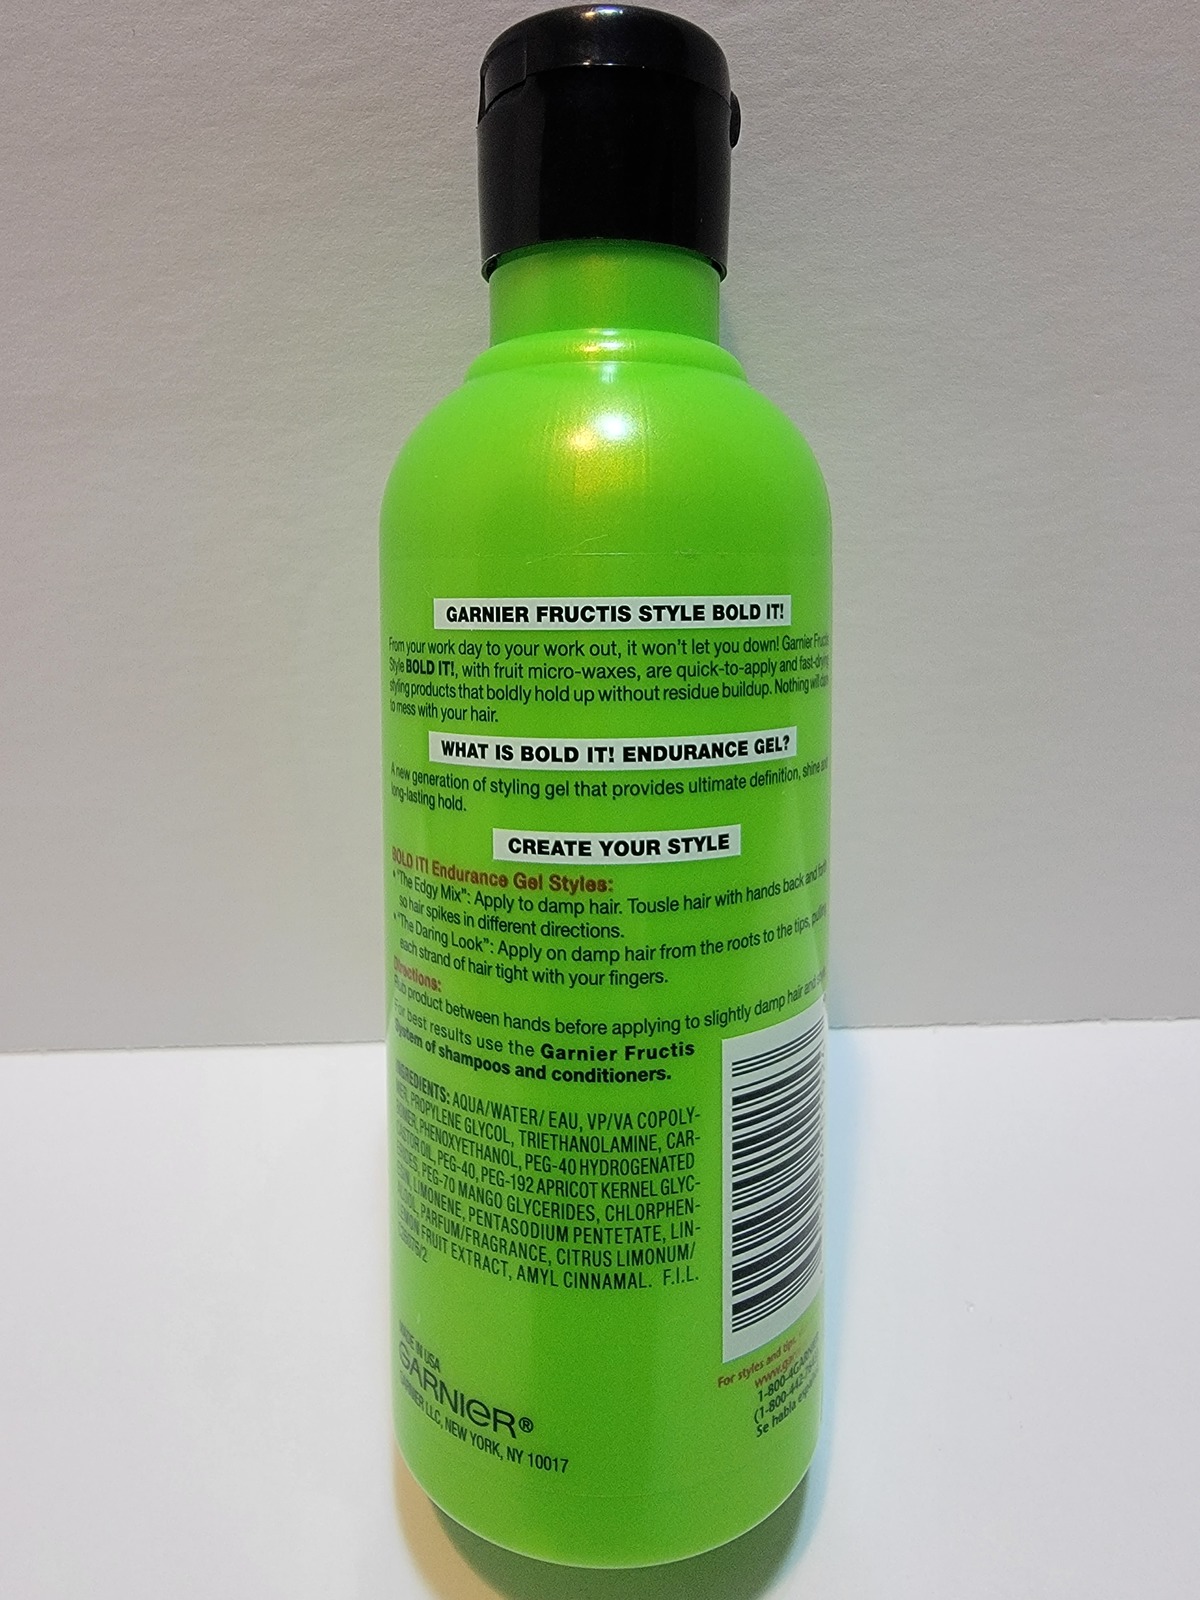 GARNIER FRUCTIS STYLE BOLD IT!
From your work day to your work out, it won't let you down! Garnier Fructis
Style BOLD IT!, with fruit micro-waxes, are quick-to-apply and fast-drying
styling products that boldly hold up without residue buildup. Nothing will dare
to mess with your hair.
WHAT IS BOLD IT! ENDURANCE GEL?
A new generation of styling gel that provides ultimate definition, shine and
long-lasting hold.
CREATE YOUR STYLE
BOLD IT! Endurance Gel Styles:
• "The Edgy Mix": Apply to damp hair. Tousle hair with hands back and forth
so hair spikes in different directions.
• "The Daring Look": Apply on damp hair from the roots to the tips, pulling
each strand of hair tight with your fingers.
Directions:
Rub product between hands before applying to slightly damp hair and
For best results use the Garnier Fructis
System of shampoos and conditioners.
INGREDIENTS: AQUA/WATER/ EAU, VP/VA COPOLY-
MER, PROPYLENE GLYCOL, TRIETHANOLAMINE, CAR-
BOMER, PHENOXYETHANOL, PEG-40 HYDROGENATED
CASTOR OIL, PEG-40, PEG-192 APRICOT KERNEL GLYC-
ERIDES, PEG-70 MANGO GLYCERIDES, CHLORPHEN-
ESIN, LIMONENE, PENTASODIUM PENTETATE, LIN-
ALOOL, PARFUM/FRAGRANCE, CITRUS LIMONUM/
LEMON FRUIT EXTRACT, AMYL CINNAMAL. F.I.L.
MADE IN USA
GARNIER®
GARNIER LLC, NEW YORK, NY 10017
For styles and tips,
1-800-4GARNIER
Se habla español